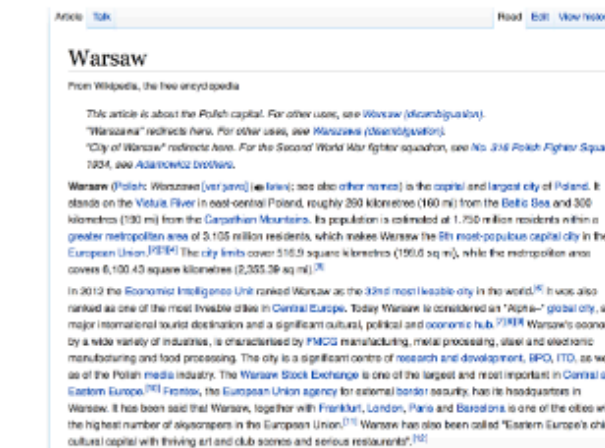 Article Talk Read Edit View histo
Warsaw
From Wikipedia, the free encyclopedia
This article is about the Polish capital. For other uses, see Warsaw (disambiguation).
"Warszawa" redirects here. For other uses, see Warszawa (disambiguation).
"City of Warsaw" redirects here. For the Second World War fighter squadron, see No. 316 Polish Fighter Squa
1934, see Adamowicz brothers.
Warsaw (Polish: Warszawa [varˈʂava] ( listen); see also other names) is the capital and largest city of Poland. It
stands on the Vistula River in east-central Poland, roughly 260 kilometres (160 mi) from the Baltic Sea and 300
kilometres (190 mi) from the Carpathian Mountains. Its population is estimated at 1.750 million residents within a
greater metropolitan area of 3.105 million residents, which makes Warsaw the 9th most-populous capital city in the
European Union.[2][3][4] The city limits cover 516.9 square kilometres (199.6 sq mi), while the metropolitan area
covers 6,100.43 square kilometres (2,355.39 sq mi).[5]
In 2012 the Economist Intelligence Unit ranked Warsaw as the 32nd most liveable city in the world.[6] It was also
ranked as one of the most liveable cities in Central Europe. Today Warsaw is considered an "Alpha–" global city, a
major international tourist destination and a significant cultural, political and economic hub.[7][8][9] Warsaw's econo
by a wide variety of industries, is characterised by FMCG manufacturing, metal processing, steel and electronic
manufacturing and food processing. The city is a significant centre of research and development, BPO, ITO, as we
as of the Polish media industry. The Warsaw Stock Exchange is one of the largest and most important in Central a
Eastern Europe.[10] Frontex, the European Union agency for external border security, has its headquarters in
Warsaw. It has been said that Warsaw, together with Frankfurt, London, Paris and Barcelona is one of the cities wi
the highest number of skyscrapers in the European Union.[11] Warsaw has also been called "Eastern Europe's chi
cultural capital with thriving art and club scenes and serious restaurants".[12]